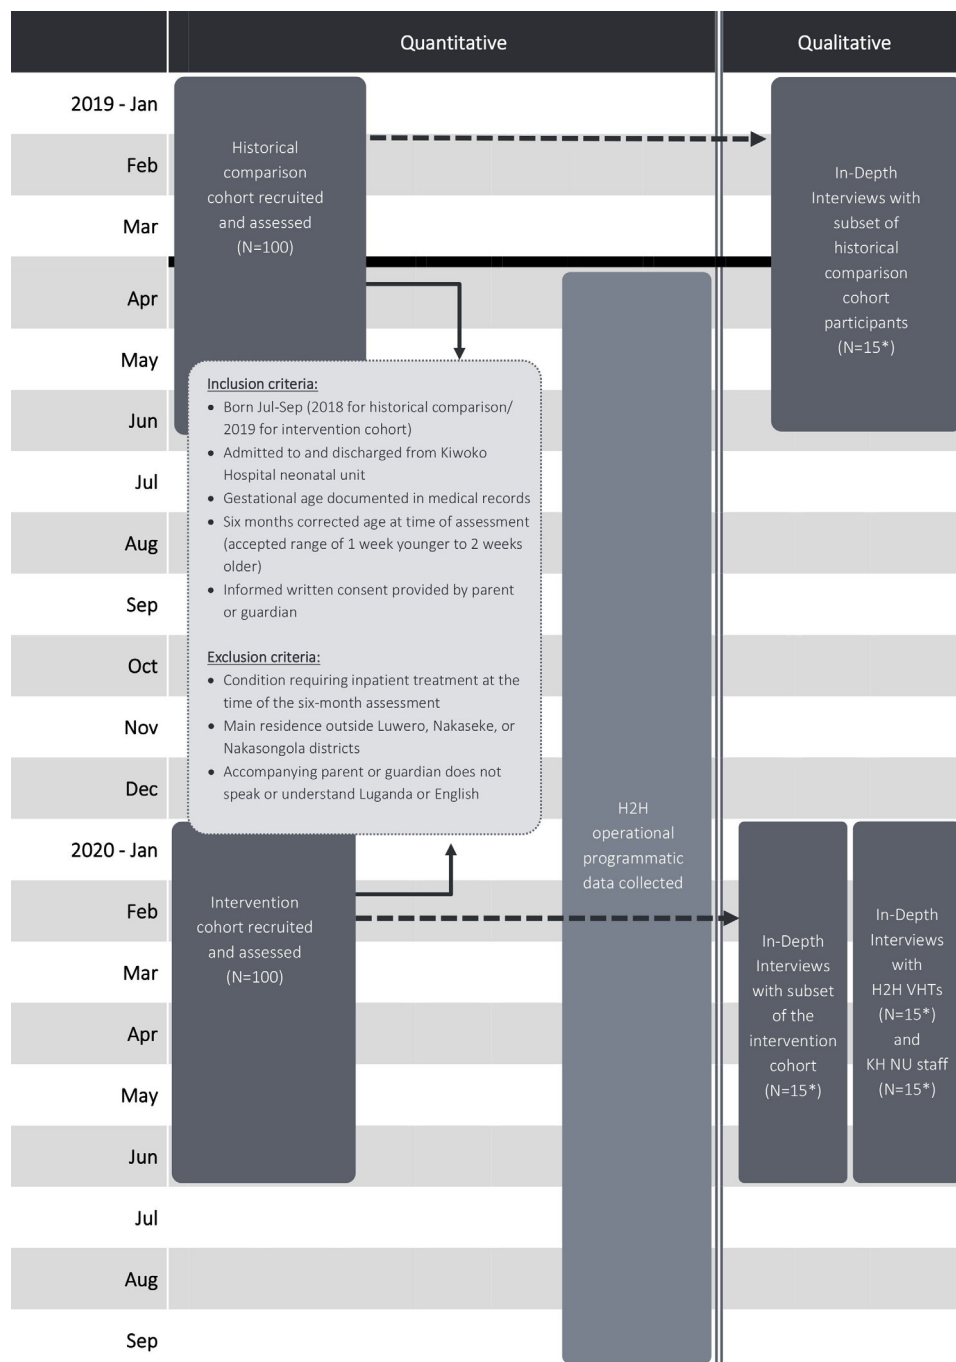 Quantitative
Qualitative
2019 - Jan
Feb
Mar
Apr
May
Jun
Jul
Aug
Sep
Oct
Nov
Dec
2020 - Jan
Feb
Mar
Apr
May
Jun
Jul
Aug
Sep
Historical
comparison
cohort recruited
and assessed
(N=100)
Inclusion criteria:
• Born Jul-Sep (2018 for historical comparison/
2019 for intervention cohort)
• Admitted to and discharged from Kiwoko
Hospital neonatal unit
• Gestational age documented in medical records
• Six months corrected age at time of assessment
(accepted range of 1 week younger to 2 weeks
older)
• Informed written consent provided by parent
or guardian
Exclusion criteria:
• Condition requiring inpatient treatment at the
time of the six-month assessment
• Main residence outside Luwero, Nakaseke, or
Nakasongola districts
• Accompanying parent or guardian does not
speak or understand Luganda or English
Intervention
cohort recruited
and assessed
(N=100)
H2H
operational
programmatic
data collected
In-Depth
Interviews with
subset of
historical
comparison
cohort
participants
(N=15*)
In-Depth
Interviews
with subset
of the
intervention
cohort
(N=15*)
In-Depth
Interviews
with
H2H VHTs
(N=15*)
and
KH NU staff
(N=15*)